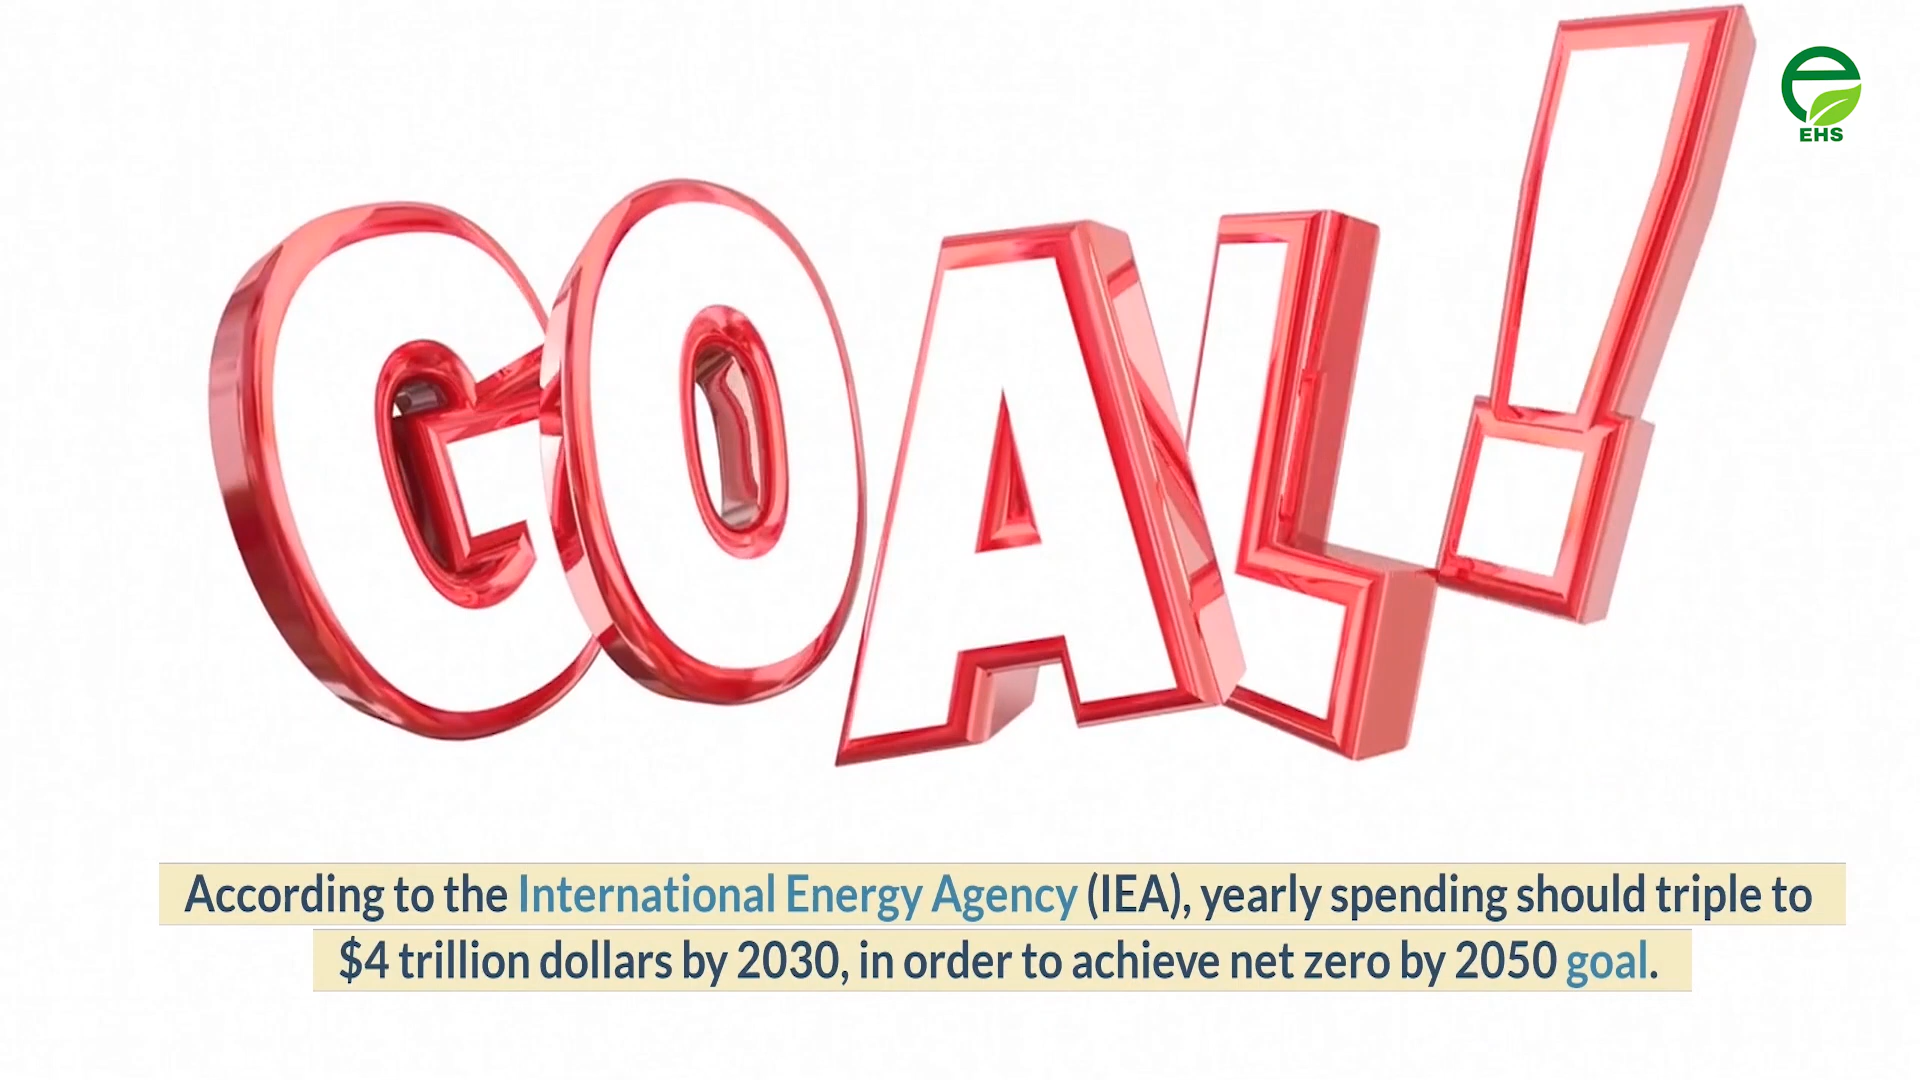 GOAL!
EHS
According to the International Energy Agency (IEA), yearly spending should triple to
$4 trillion dollars by 2030, in order to achieve net zero by 2050 goal.